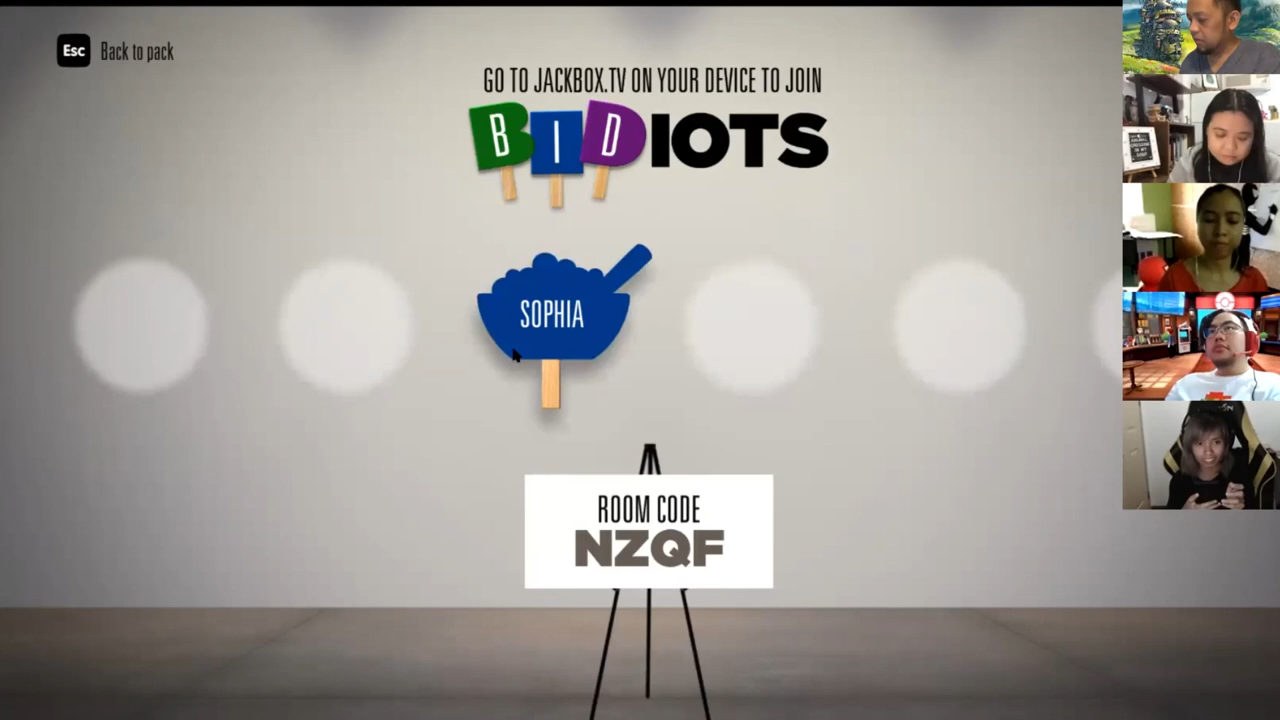 Esc Back to pack
GO TO JACKBOX.TV ON YOUR DEVICE TO JOIN
BIDIOTS
SOPHIA
ROOM CODE
NZQF